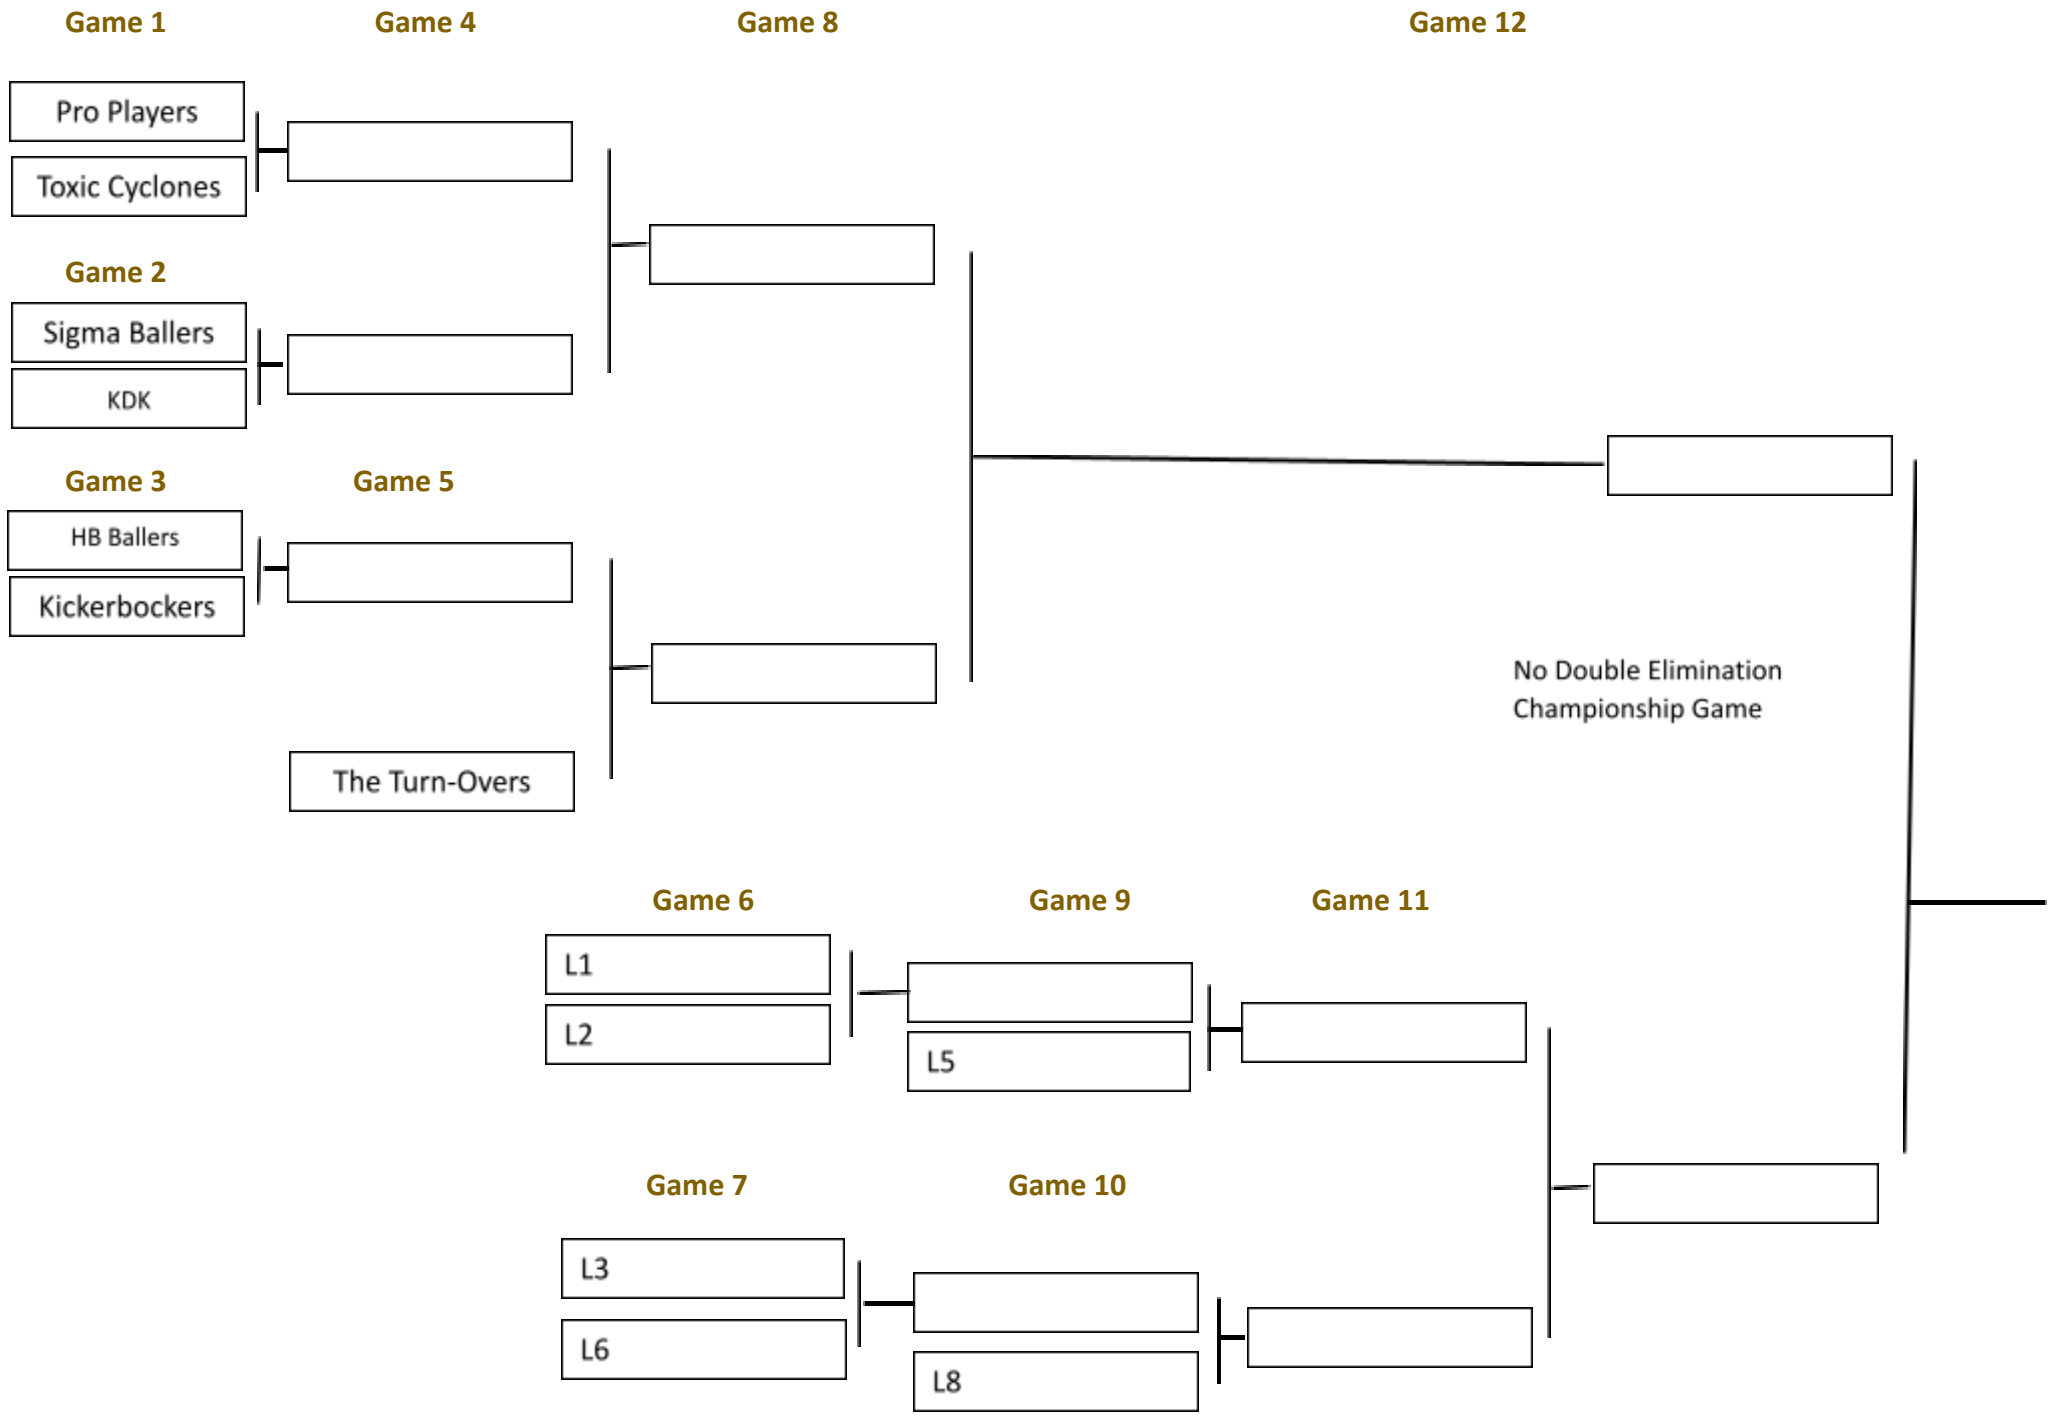 Game 1
Game 4
Game 8
Game 12
Pro Players
Toxic Cyclones
Game 2
Sigma Ballers
KDK
Game 3
Game 5
HB Ballers
Kickerbockers
No Double Elimination
Championship Game
The Turn-Overs
Game 6
Game 9
Game 11
L1
L2
L5
Game 7
Game 10
L3
L6
L8